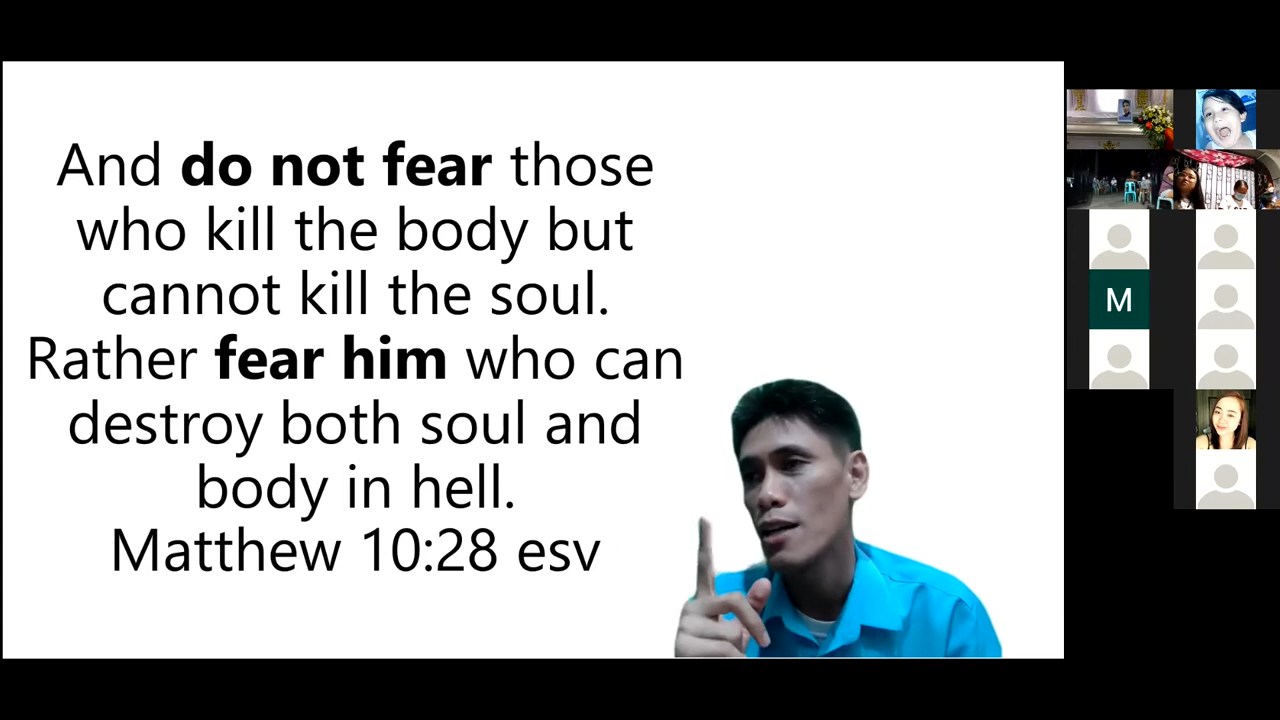 And do not fear those
who kill the body but
cannot kill the soul.
Rather fear him who can
destroy both soul and
body in hell.
Matthew 10:28 esv
M